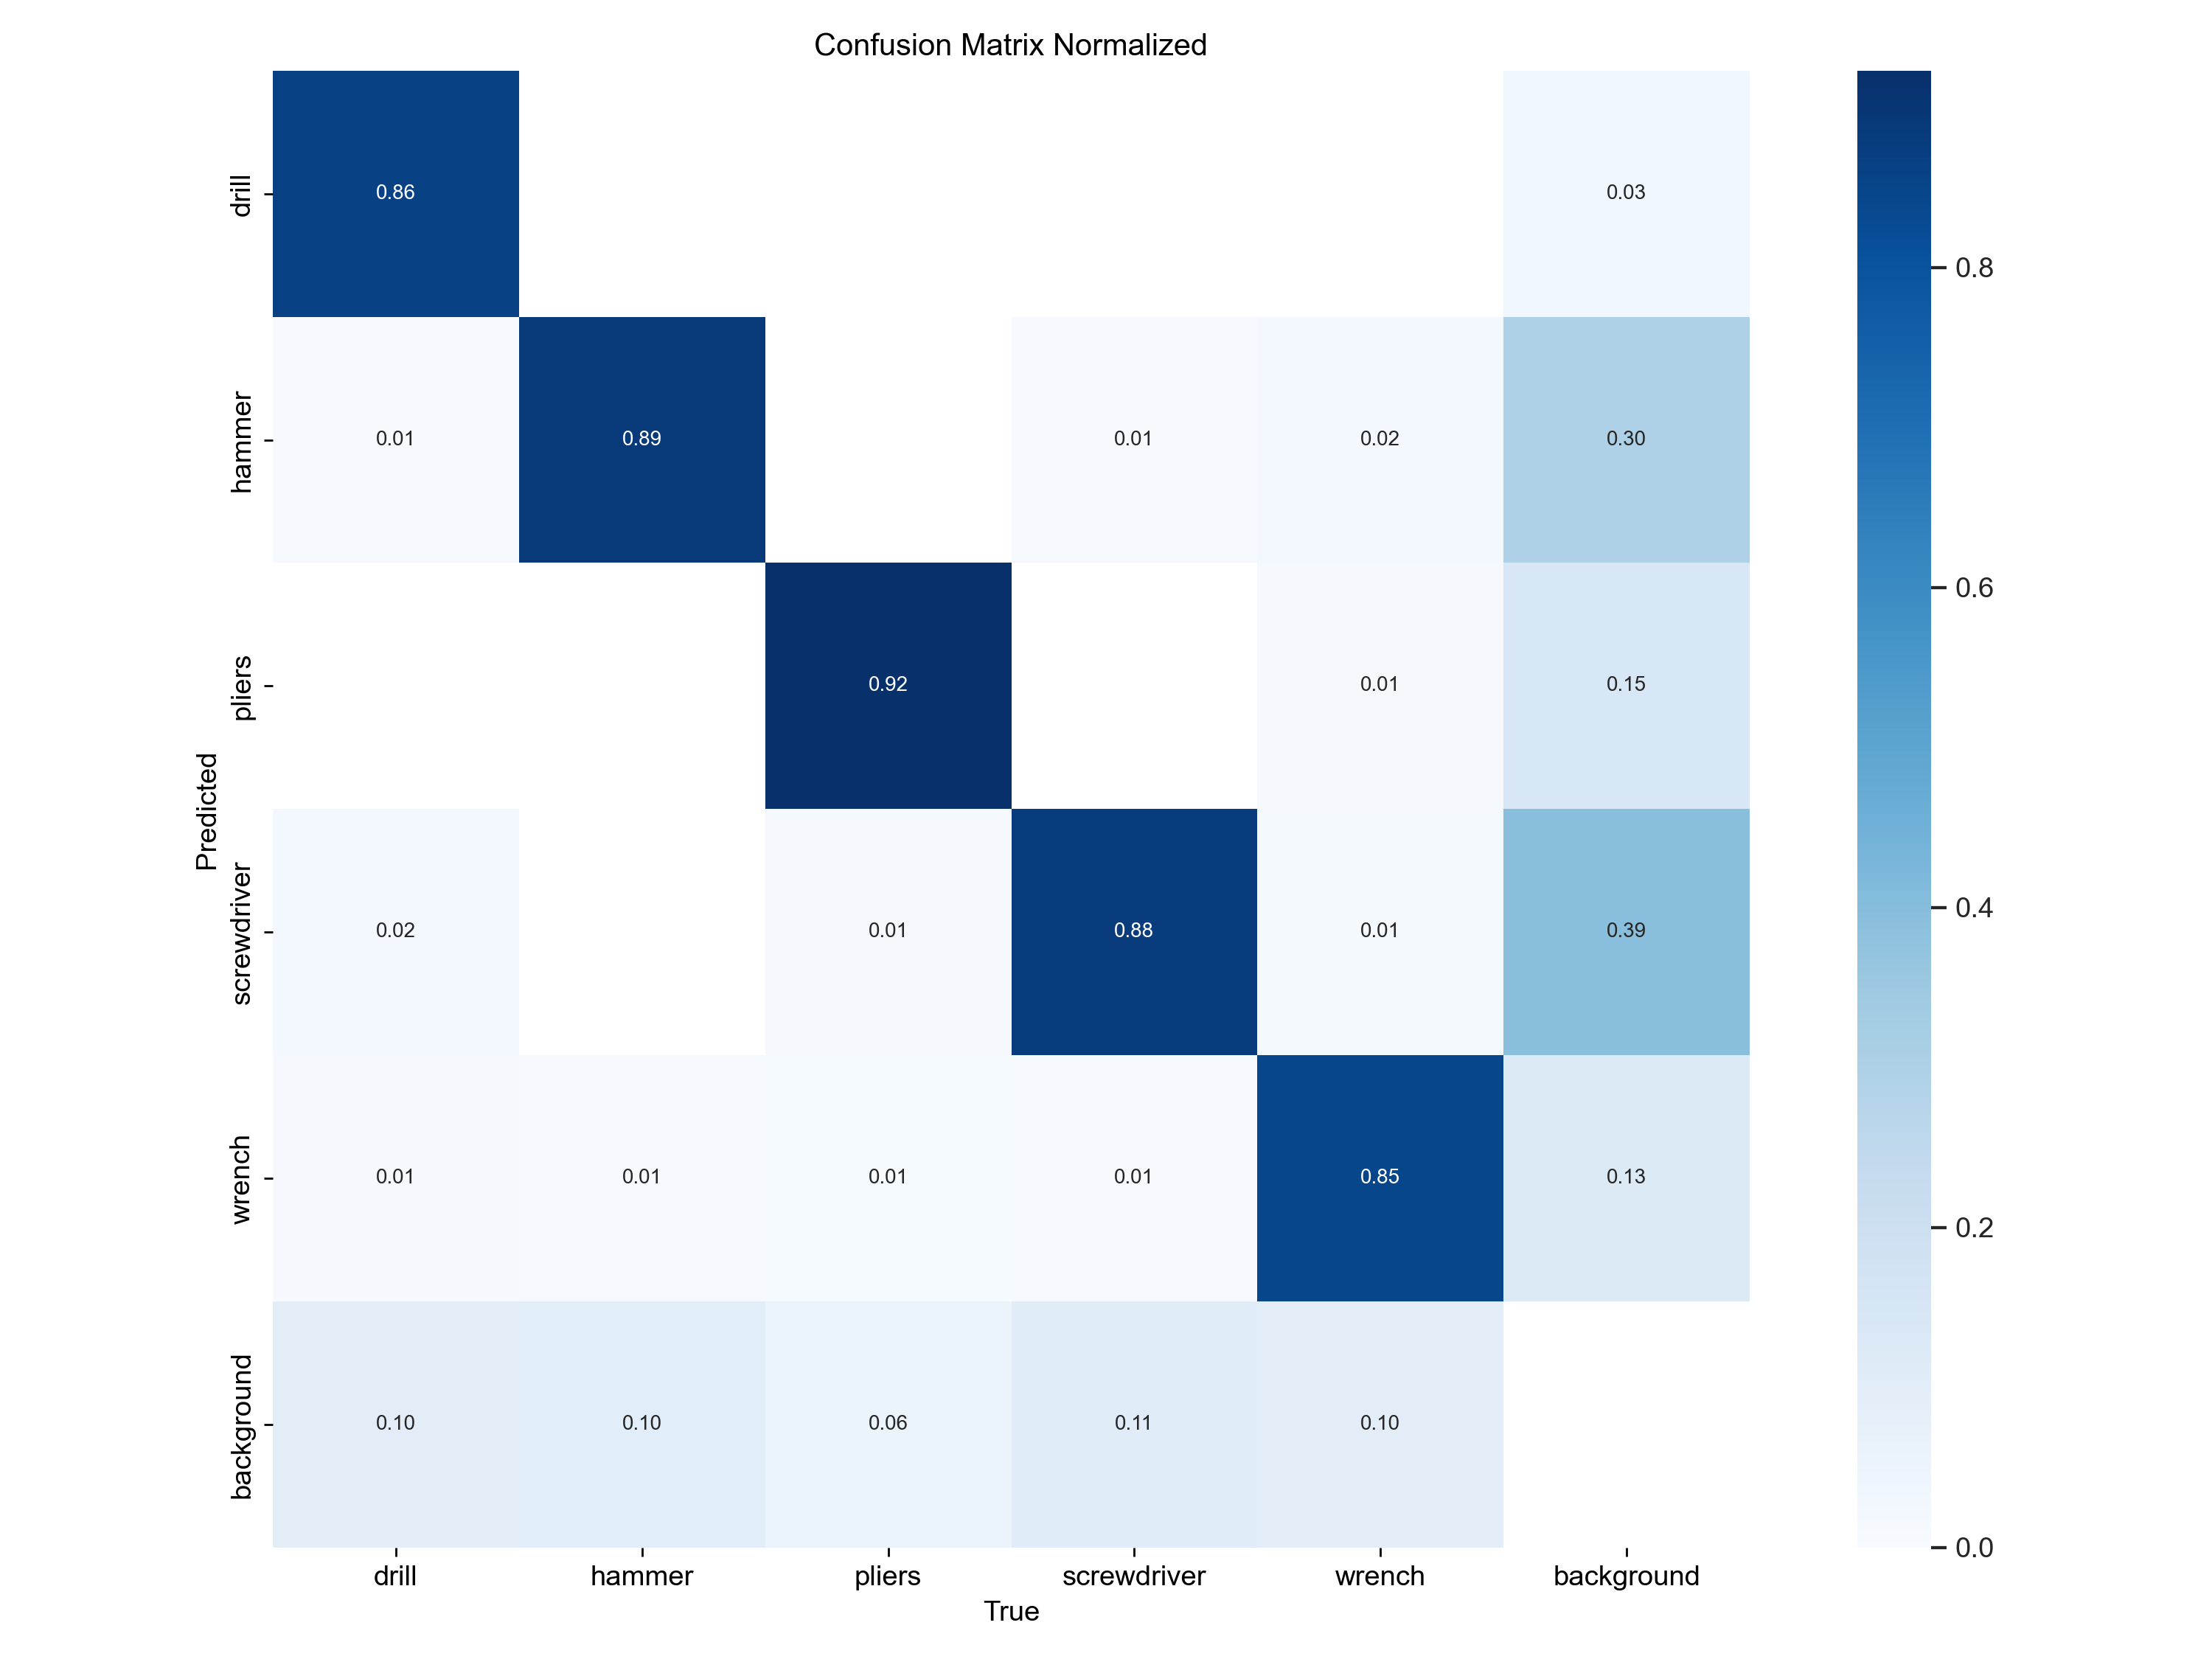 Confusion Matrix Normalized
drill
0.86
0.03
0.8
hammer
0.01
0.89
0.01
0.02
0.30
0.6
pliers
0.92
0.01
0.15
Predicted
screwdriver
0.02
0.01
0.88
0.01
0.39
0.4
wrench
0.01
0.01
0.01
0.01
0.85
0.13
0.2
background
0.10
0.10
0.06
0.11
0.10
0.0
drill
hammer
pliers
screwdriver
wrench
background
True